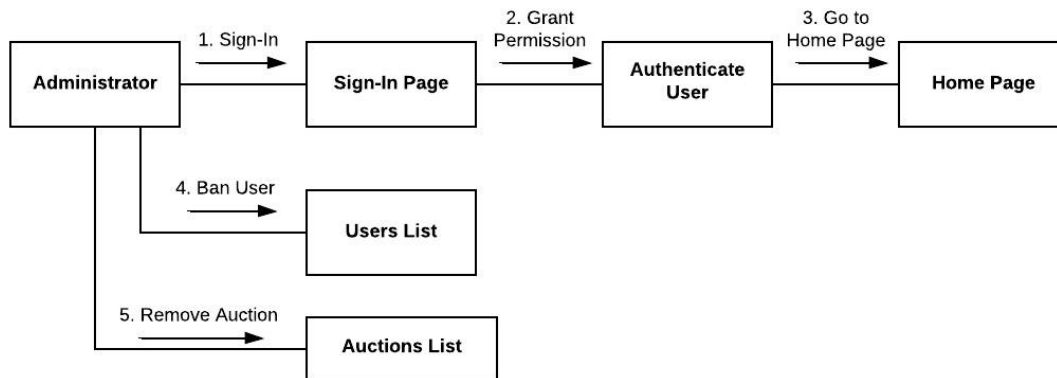 1. Sign-In
2. Grant
Permission
3. Go to
Home Page
Administrator
Sign-In Page
Authenticate
User
Home Page
4. Ban User
Users List
5. Remove Auction
Auctions List